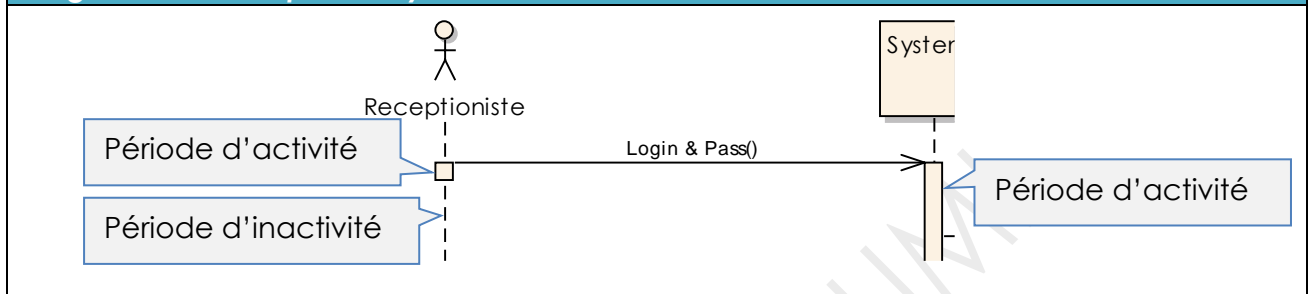 Syster
Receptioniste
Période d’activité
Login & Pass()
Période d’activité
Période d’inactivité